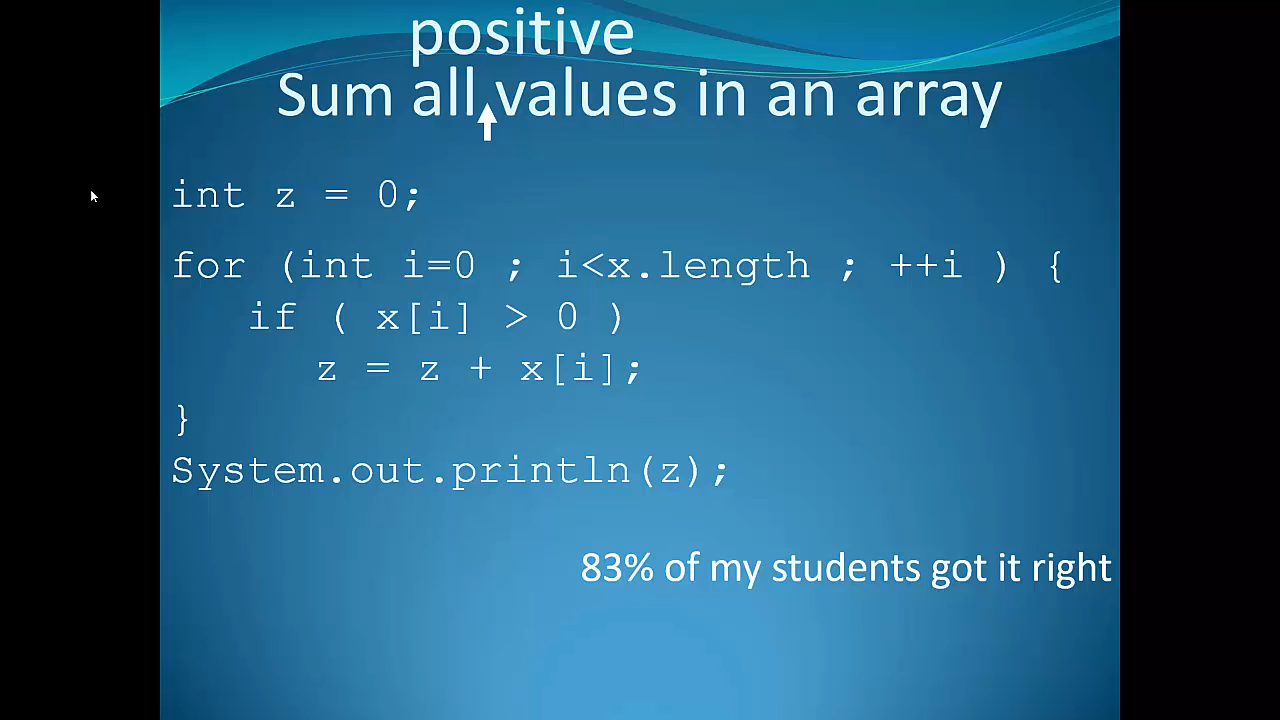 positive
Sum all values in an array
int z = 0;
for (int i=0 ; i<x.length ; ++i ) {
if ( x[i] > 0 )
z = z + x[i];
}
System.out.println(z);
83% of my students got it right